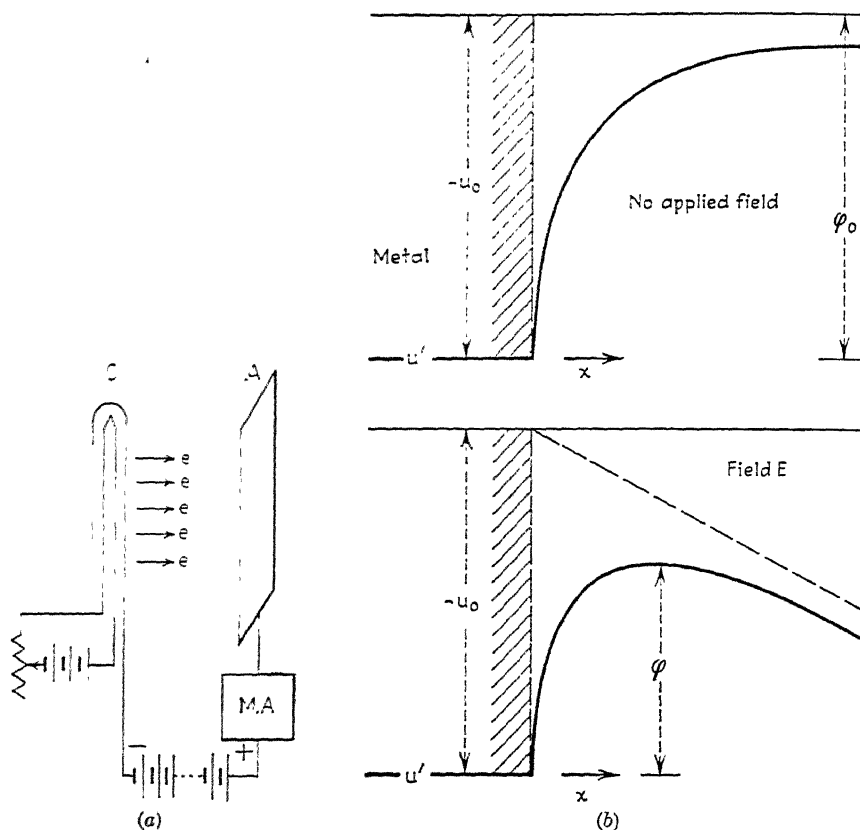 -u₀
No applied field
φ₀
Metal
u'
x
C
A
e
e
e
e
e
Field E
-u₀
φ
M.A
−
+
u'
x
(a)
(b)